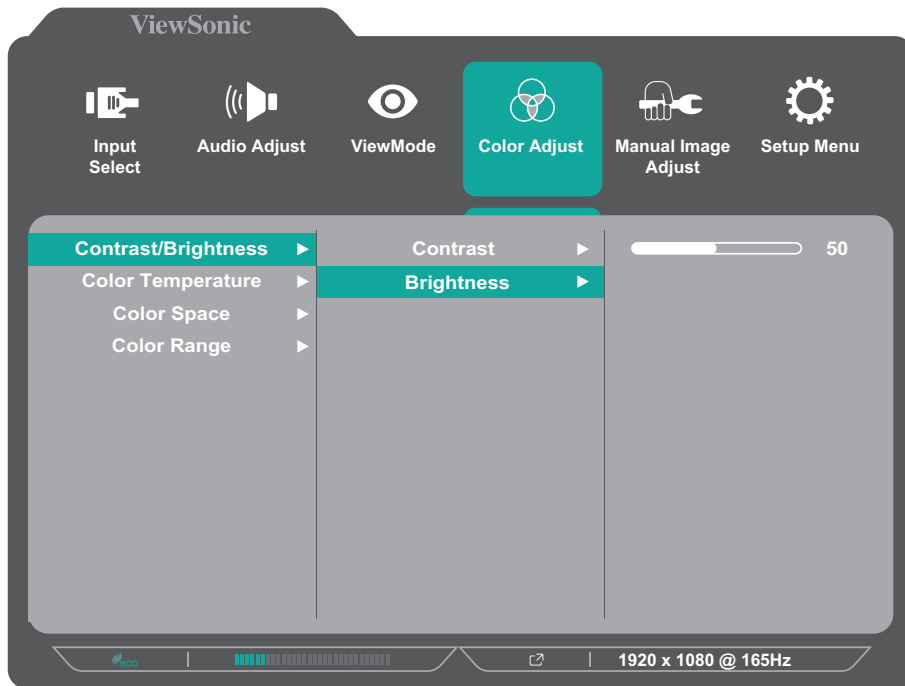 ViewSonic
Input Select
Audio Adjust
ViewMode
Color Adjust
Manual Image Adjust
Setup Menu
Contrast/Brightness
Contrast
50
Color Temperature
Brightness
Color Space
Color Range
eco
1920 x 1080 @ 165Hz